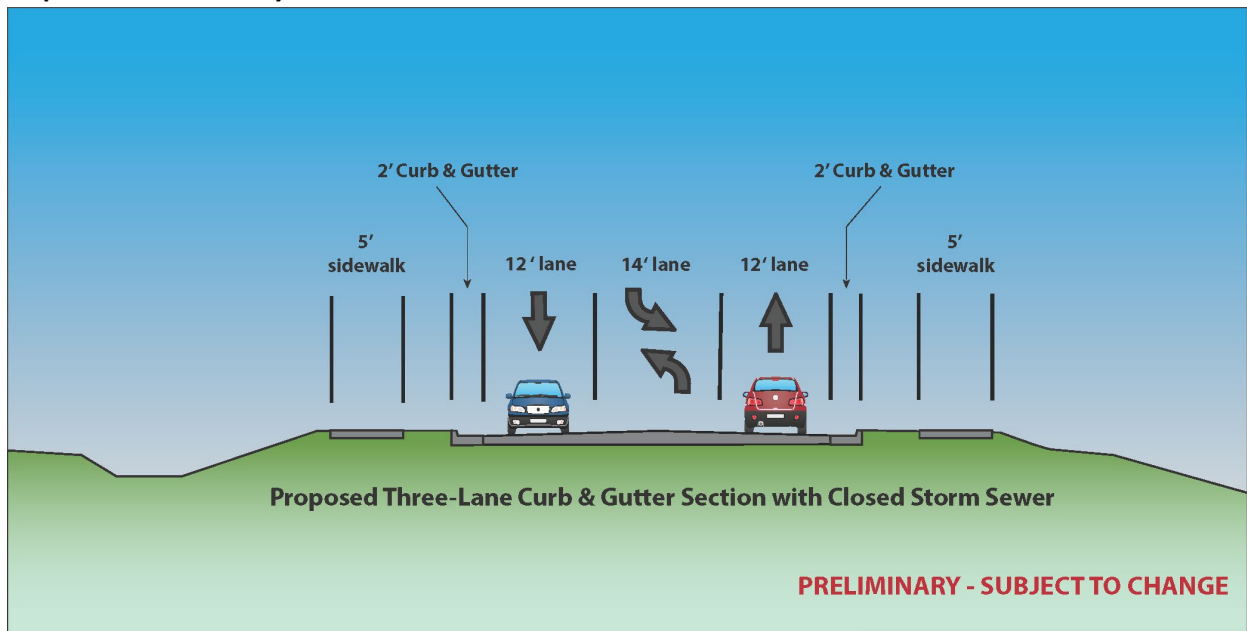 2' Curb & Gutter
2' Curb & Gutter
5'
sidewalk
12' lane
14' lane
12' lane
5'
sidewalk
Proposed Three-Lane Curb & Gutter Section with Closed Storm Sewer
PRELIMINARY - SUBJECT TO CHANGE